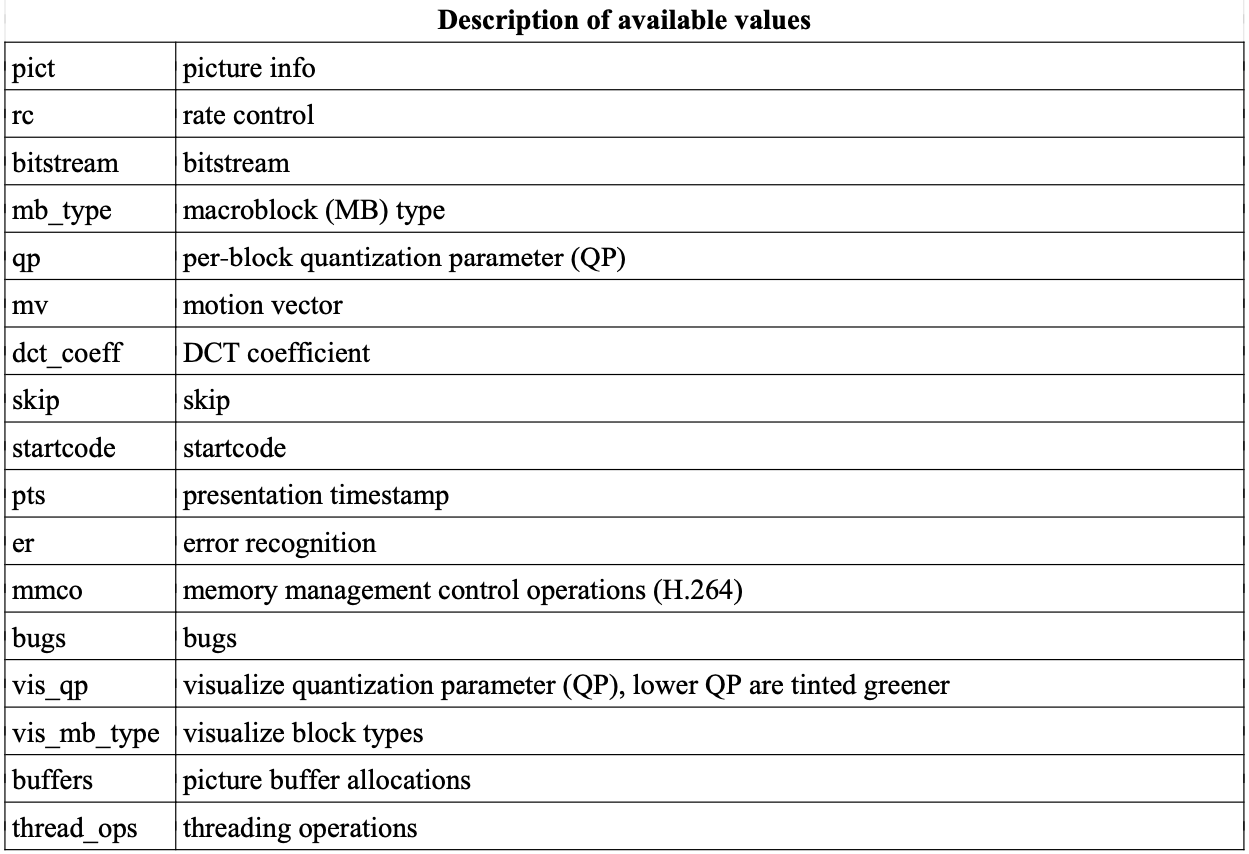 Description of available values
pict picture info
rc rate control
bitstream bitstream
mb_type macroblock (MB) type
qp per-block quantization parameter (QP)
mv motion vector
dct_coeff DCT coefficient
skip skip
startcode startcode
pts presentation timestamp
er error recognition
mmco memory management control operations (H.264)
bugs bugs
vis_qp visualize quantization parameter (QP), lower QP are tinted greener
vis_mb_type visualize block types
buffers picture buffer allocations
thread_ops threading operations